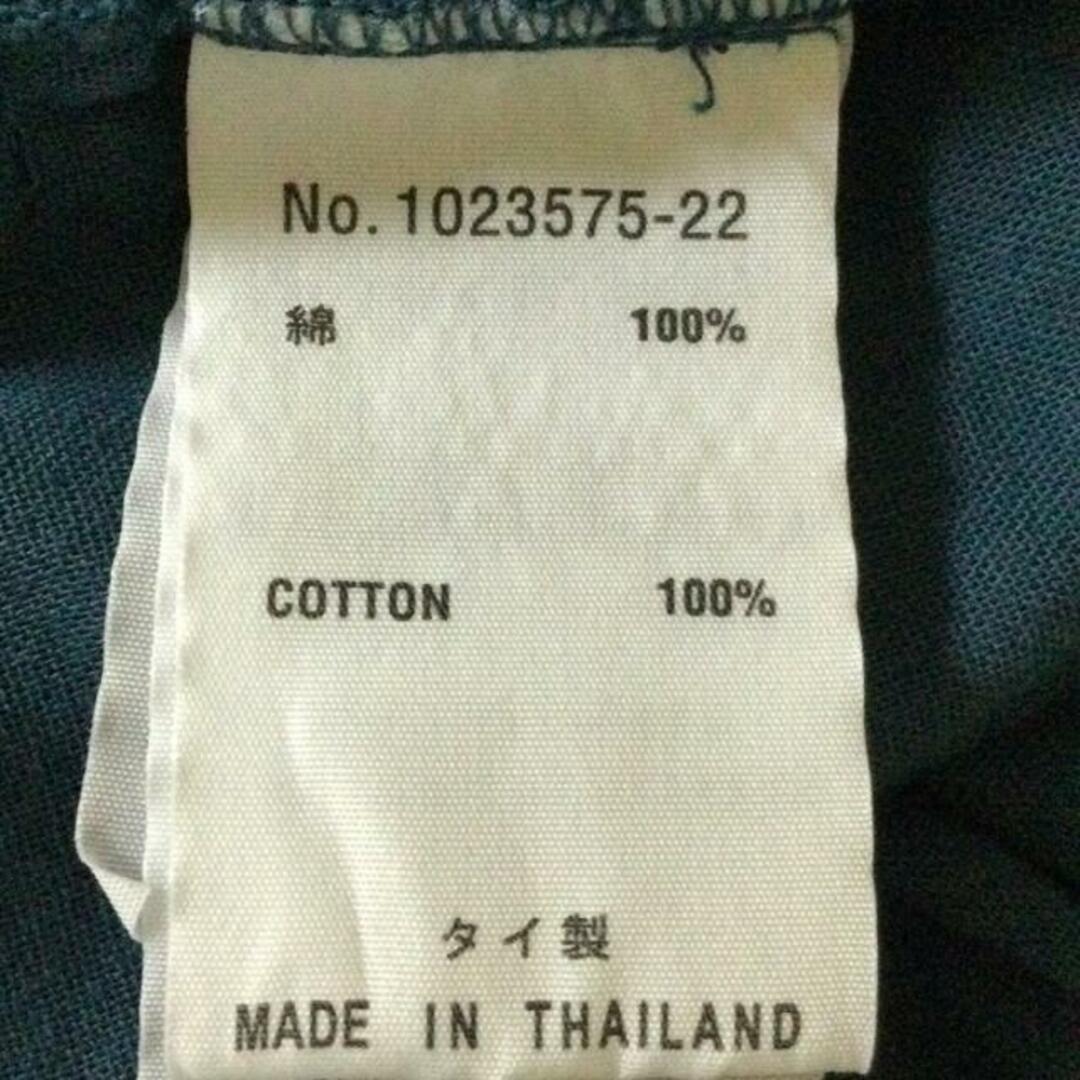 No.1023575-22
綿 100%
COTTON 100%
タイ製
MADE IN THAILAND